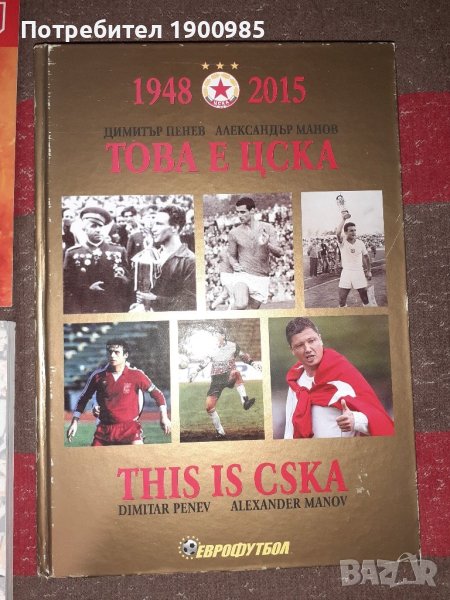 Потребител 1900985
1948 ЦСКА 2015
ДИМИТЪР ПЕНЕВ АЛЕКСАНДЪР МАНОВ
ТОВА Е ЦСКА
THIS IS CSKA
DIMITAR PENEV ALEXANDER MANOV
ЕВРОФУТБОЛ
BAZAR